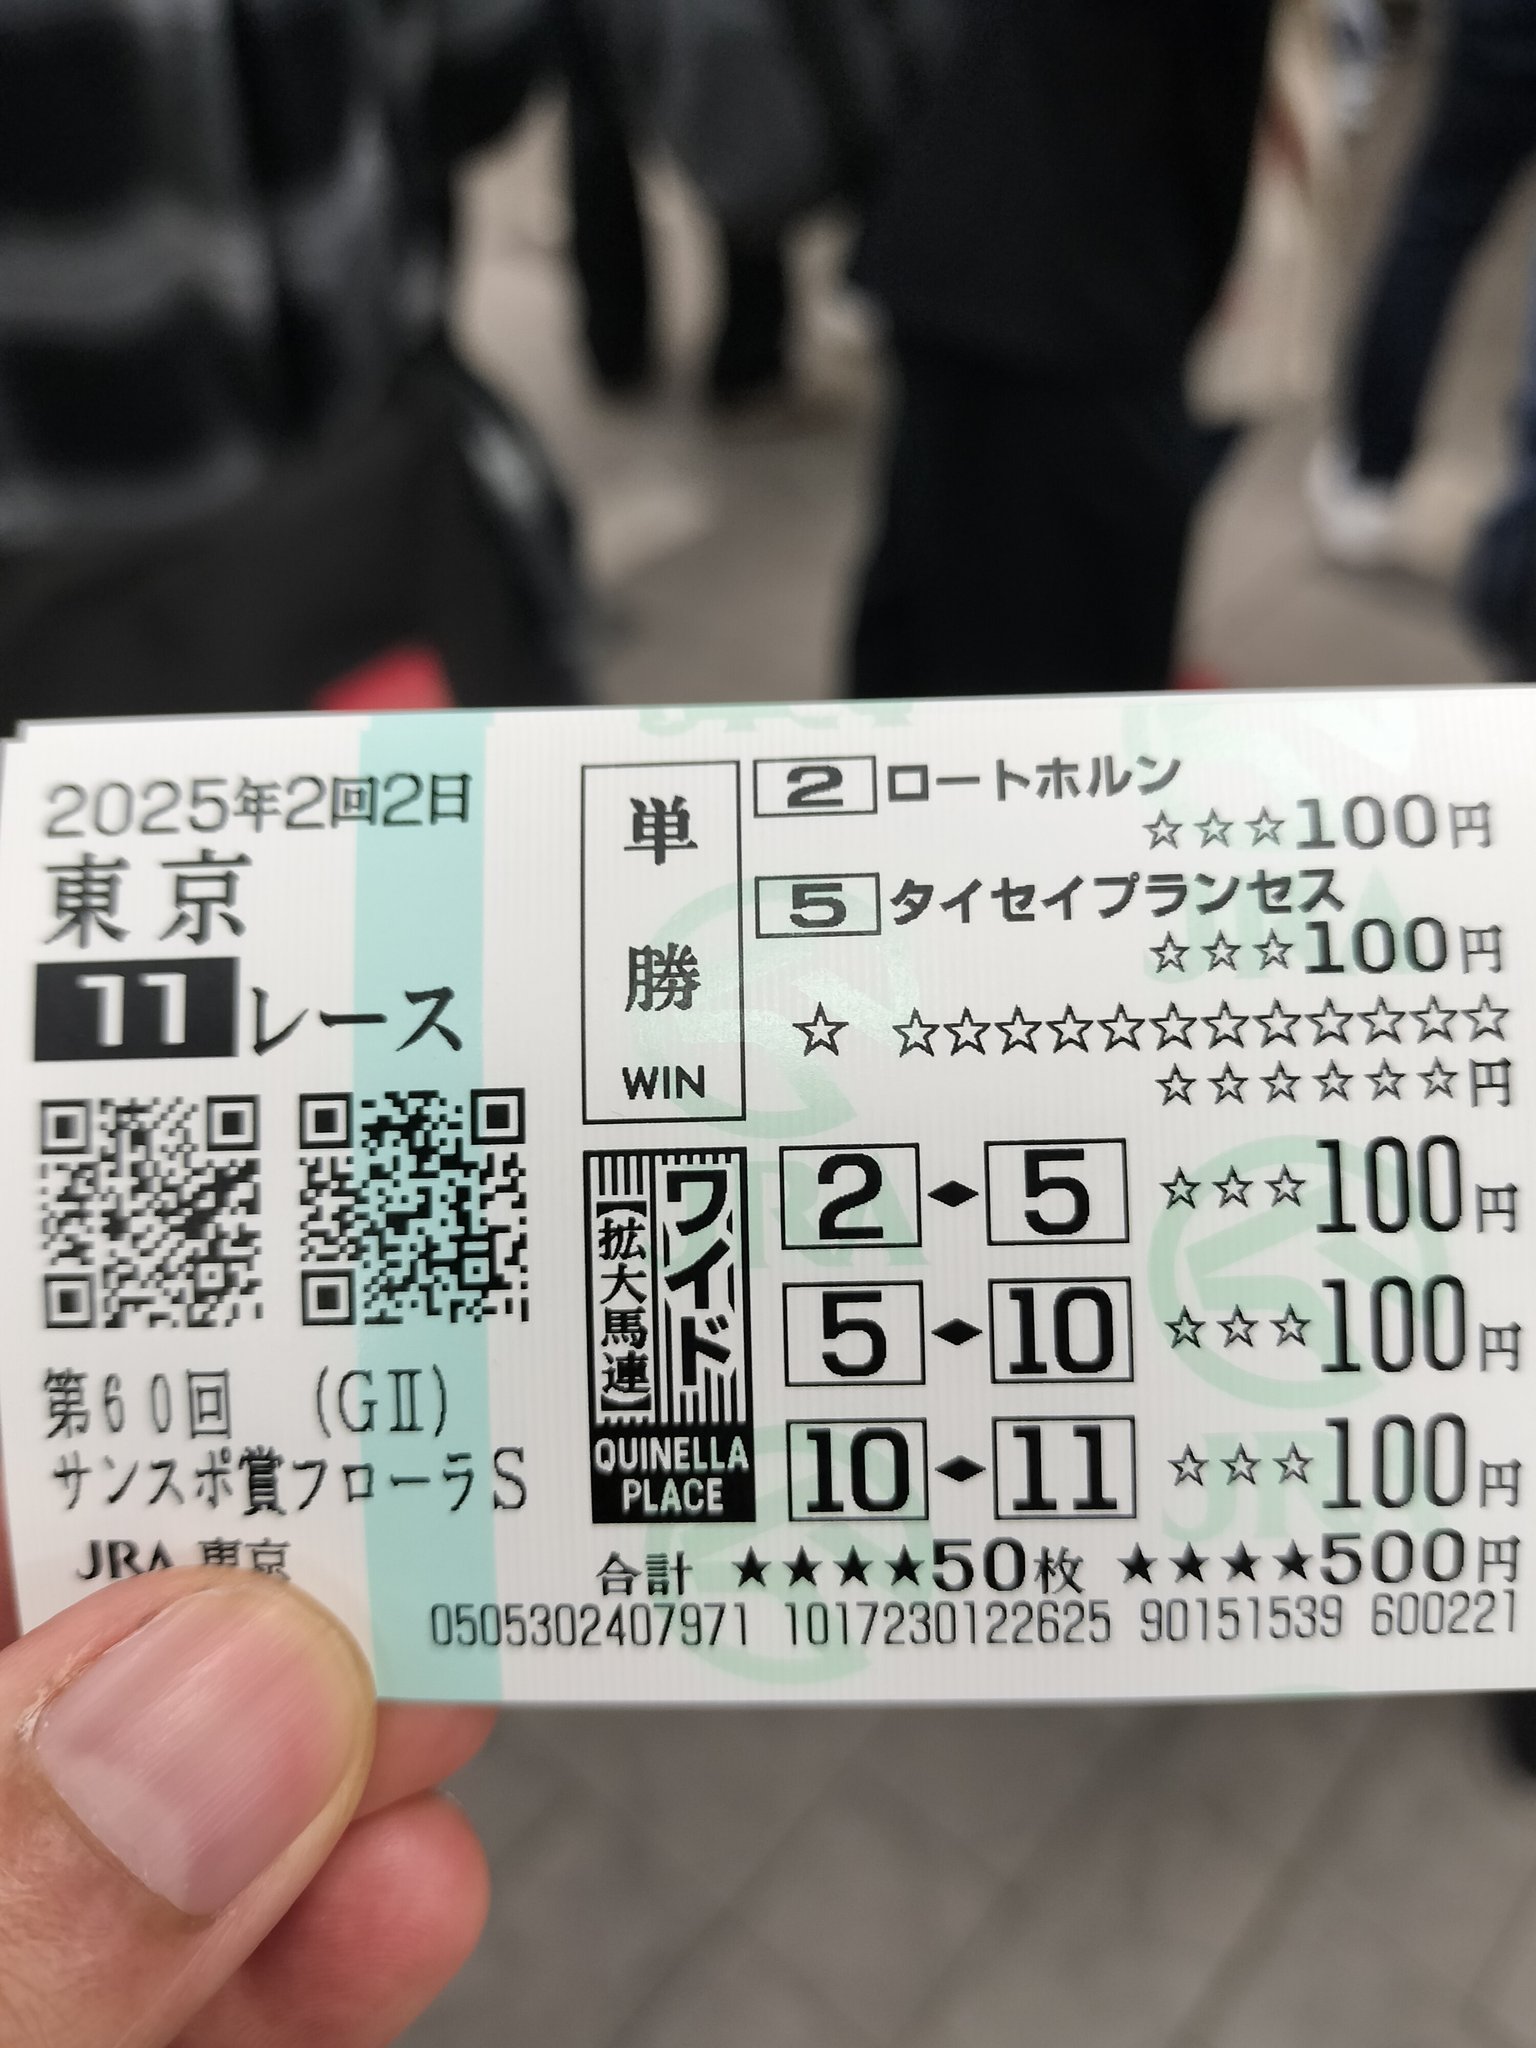 2025年2回2日
東京
11レース
第60回 (GⅡ)
サンスポ賞フローラS
JRA 東京
単勝
WIN
2 ロートホルン
☆☆☆100円
5 タイセイプランセス
☆☆☆100円
☆ ☆☆☆☆☆☆☆☆☆☆☆☆
☆☆☆☆☆☆円
ワイド
【拡大馬連】
QUINELLA
PLACE
2◆5 ☆☆☆100円
5◆10 ☆☆☆100円
10◆11 ☆☆☆100円
合計 ★★★★50枚 ★★★★500円
0505302407971 1017230122625 90151539 600221